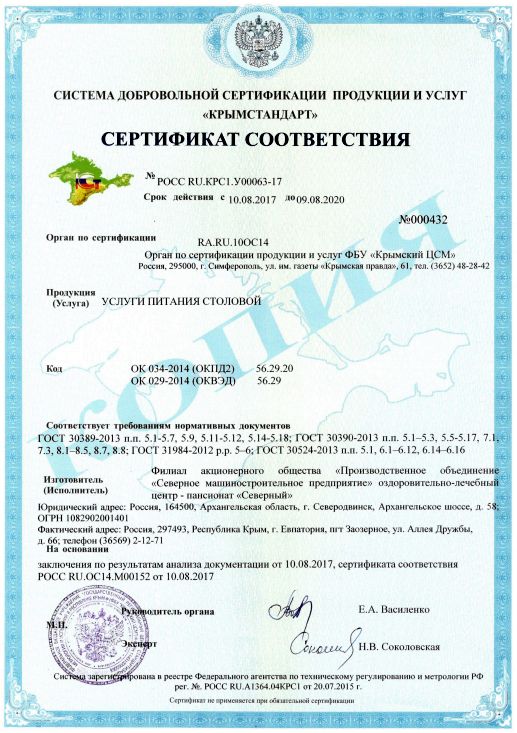 СИСТЕМА ДОБРОВОЛЬНОЙ СЕРТИФИКАЦИИ ПРОДУКЦИИ И УСЛУГ
«КРЫМСТАНДАРТ»
СЕРТИФИКАТ СООТВЕТСТВИЯ
№ РОСС RU.КРС1.У00063-17
Срок действия с 10.08.2017 до 09.08.2020
№000432
Орган по сертификации RA.RU.10ОС14
Орган по сертификации продукции и услуг ФБУ «Крымский ЦСМ»
Россия, 295000, г. Симферополь, ул. им. газеты «Крымская правда», 61, тел. (3652) 48-28-42
Продукция
(Услуга) УСЛУГИ ПИТАНИЯ СТОЛОВОЙ
КОПИЯ
Код ОК 034-2014 (ОКПД2) 56.29.20
ОК 029-2014 (ОКВЭД) 56.29
Соответствует требованиям нормативных документов
ГОСТ 30389-2013 п.п. 5.1-5.7, 5.9, 5.11-5.12, 5.14-5.18; ГОСТ 30390-2013 п.п. 5.1–5.3, 5.5-5.17, 7.1,
7.3, 8.1–8.5, 8.7, 8.8; ГОСТ 31984-2012 р.р. 5–6; ГОСТ 30524-2013 п.п. 5.1, 6.1–6.12, 6.14–6.16
Изготовитель
(Исполнитель)
Филиал акционерного общества «Производственное объединение
«Северное машиностроительное предприятие» оздоровительно-лечебный
центр - пансионат «Северный»
Юридический адрес: Россия, 164500, Архангельская область, г. Северодвинск, Архангельское шоссе, д. 58;
ОГРН 1082902001401
Фактический адрес: Россия, 297493, Республика Крым, г. Евпатория, пгт Заозерное, ул. Аллея Дружбы,
д. 66; телефон (36569) 2-12-71
На основании
заключения по результатам анализа документации от 10.08.2017, сертификата соответствия
РОСС RU.ОС14.М00152 от 10.08.2017
Руководитель органа Е.А. Василенко
М.П.
Эксперт Н.В. Соколовская
Система зарегистрирована в реестре Федерального агентства по техническому регулированию и метрологии РФ
рег. №. РОСС RU.А1364.04КРС1 от 20.07.2015 г.
Сертификат не применяется при обязательной сертификации